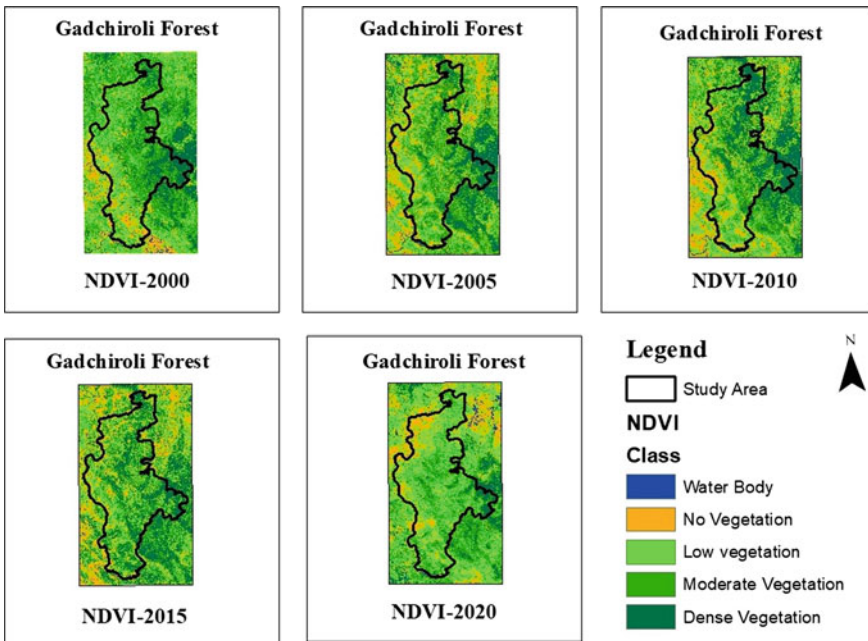 Gadchiroli Forest
NDVI-2000
Gadchiroli Forest
NDVI-2005
Gadchiroli Forest
NDVI-2010
Gadchiroli Forest
NDVI-2015
Gadchiroli Forest
NDVI-2020
Legend
N
Study Area
NDVI
Class
Water Body
No Vegetation
Low vegetation
Moderate Vegetation
Dense Vegetation